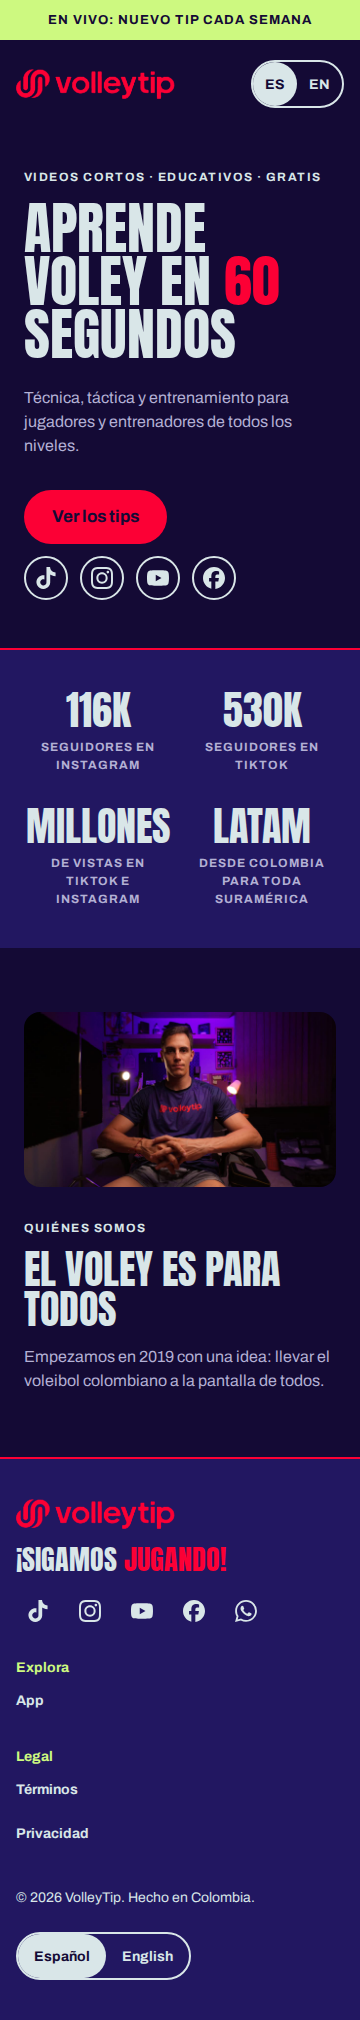 EN VIVO: NUEVO TIP CADA SEMANA
volleytip
ES EN
VIDEOS CORTOS · EDUCATIVOS · GRATIS
APRENDE
VOLEY EN 60
SEGUNDOS
Técnica, táctica y entrenamiento para
jugadores y entrenadores de todos los
niveles.
Ver los tips
116K
SEGUIDORES EN
INSTAGRAM
530K
SEGUIDORES EN
TIKTOK
MILLONES
DE VISTAS EN
TIKTOK E
INSTAGRAM
LATAM
DESDE COLOMBIA
PARA TODA
SURAMÉRICA
volleytip
QUIÉNES SOMOS
EL VOLEY ES PARA
TODOS
Empezamos en 2019 con una idea: llevar el
voleibol colombiano a la pantalla de todos.
volleytip
¡SIGAMOS JUGANDO!
Explora
App
Legal
Términos
Privacidad
© 2026 VolleyTip. Hecho en Colombia.
Español English